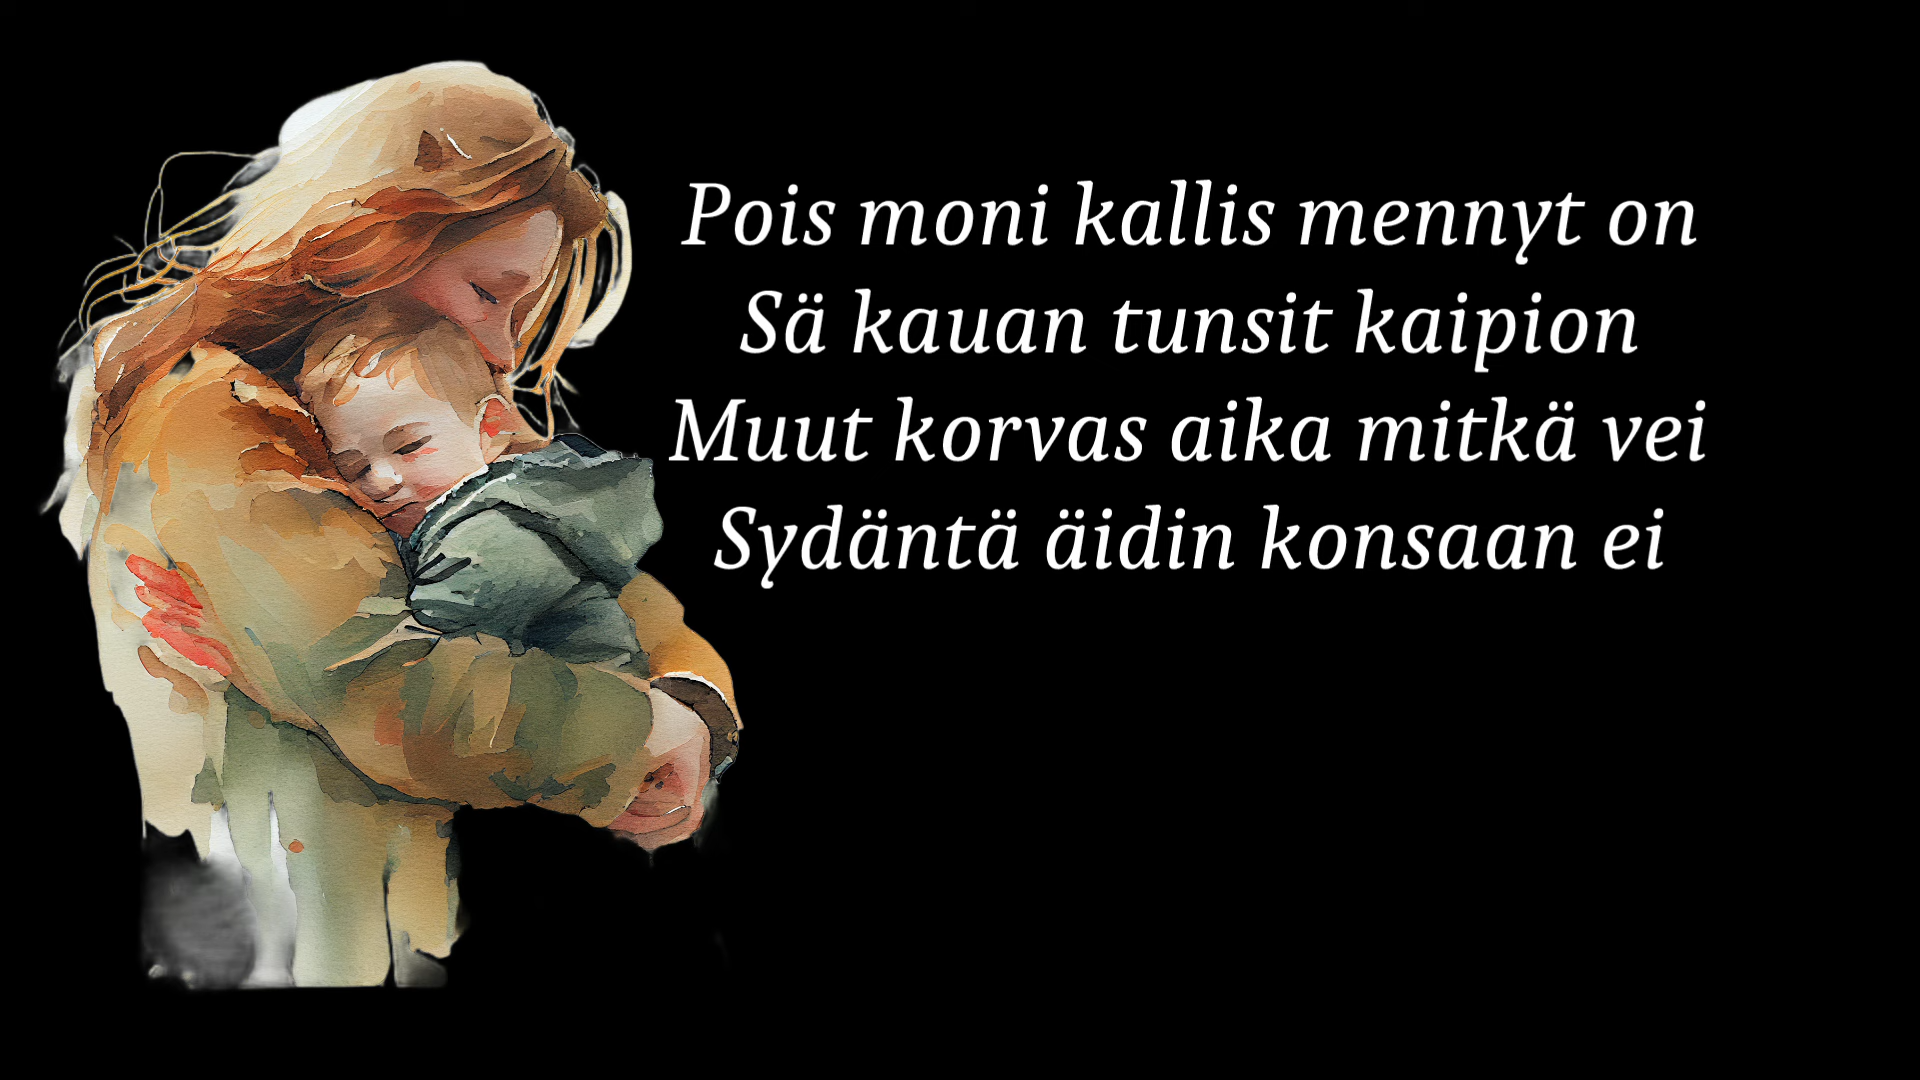 Pois moni kallis mennyt on
Sä kauan tunsit kaipion
Muut korvas aika mitkä vei
Sydäntä äidin konsaan ei